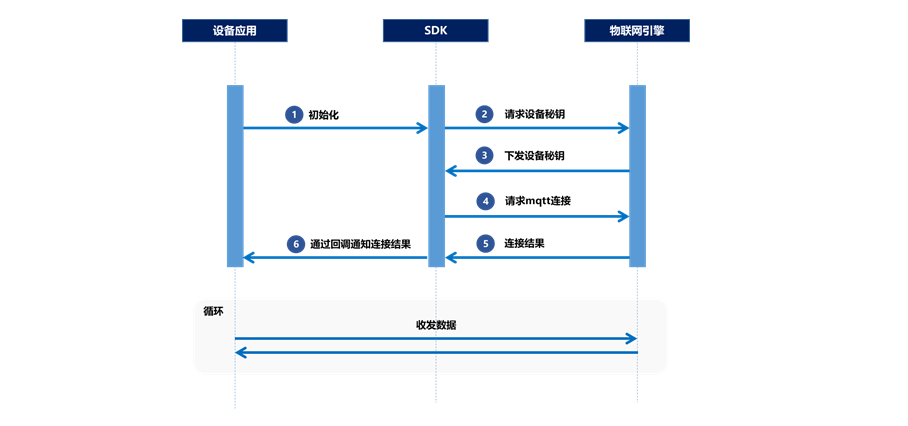 设备应用
SDK
物联网引擎
1 初始化
2 请求设备秘钥
3 下发设备秘钥
4 请求mqtt连接
5 连接结果
6 通过回调通知连接结果
循环
收发数据